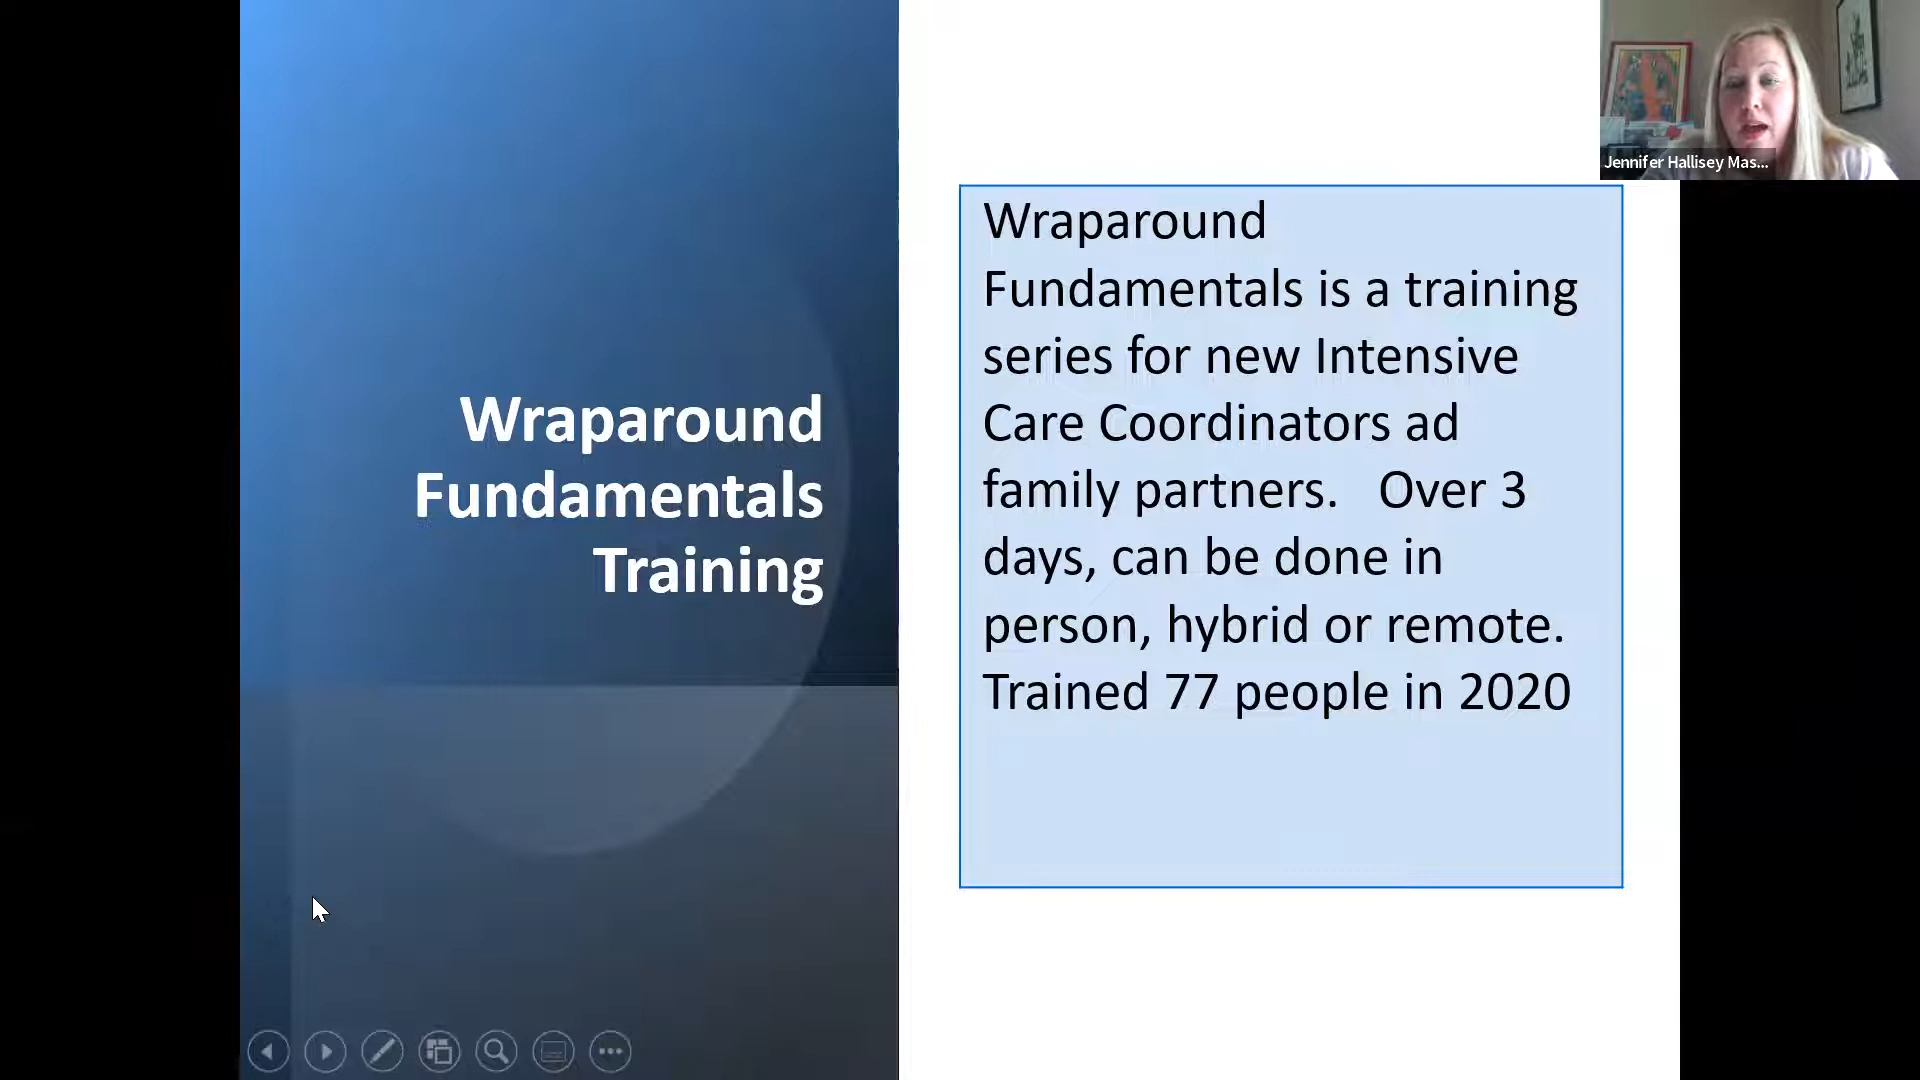 Wraparound
Fundamentals
Training
Wraparound
Fundamentals is a training
series for new Intensive
Care Coordinators ad
family partners.   Over 3
days, can be done in
person, hybrid or remote.
Trained 77 people in 2020
Jennifer Hallisey Mas...